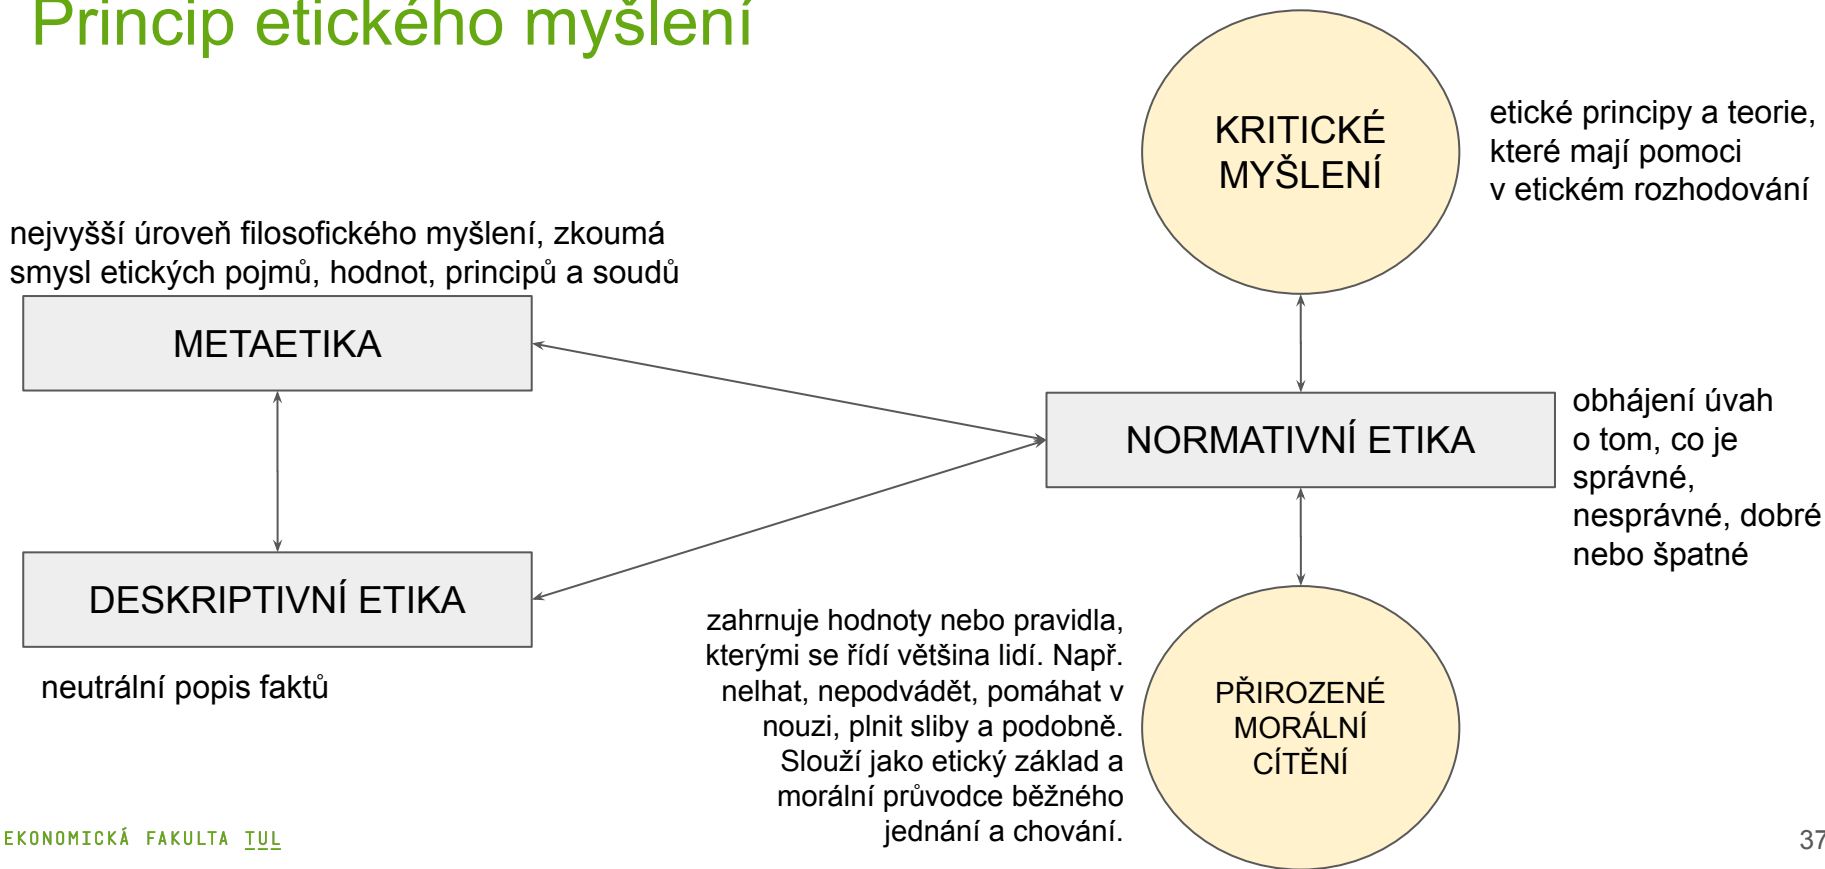 Princip etického myšlení
KRITICKÉ
MYŠLENÍ
etické principy a teorie,
které mají pomoci
v etickém rozhodování
nejvyšší úroveň filosofického myšlení, zkoumá
smysl etických pojmů, hodnot, principů a soudů
METAETIKA
NORMATIVNÍ ETIKA
obhájení úvah
o tom, co je
správné,
nesprávné, dobré
nebo špatné
DESKRIPTIVNÍ ETIKA
neutrální popis faktů
zahrnuje hodnoty nebo pravidla,
kterými se řídí většina lidí. Např.
nelhat, nepodvádět, pomáhat v
nouzi, plnit sliby a podobně.
Slouží jako etický základ a
morální průvodce běžného
jednání a chování.
PŘIROZENÉ
MORÁLNÍ
CÍTĚNÍ
EKONOMICKÁ FAKULTA TUL
37